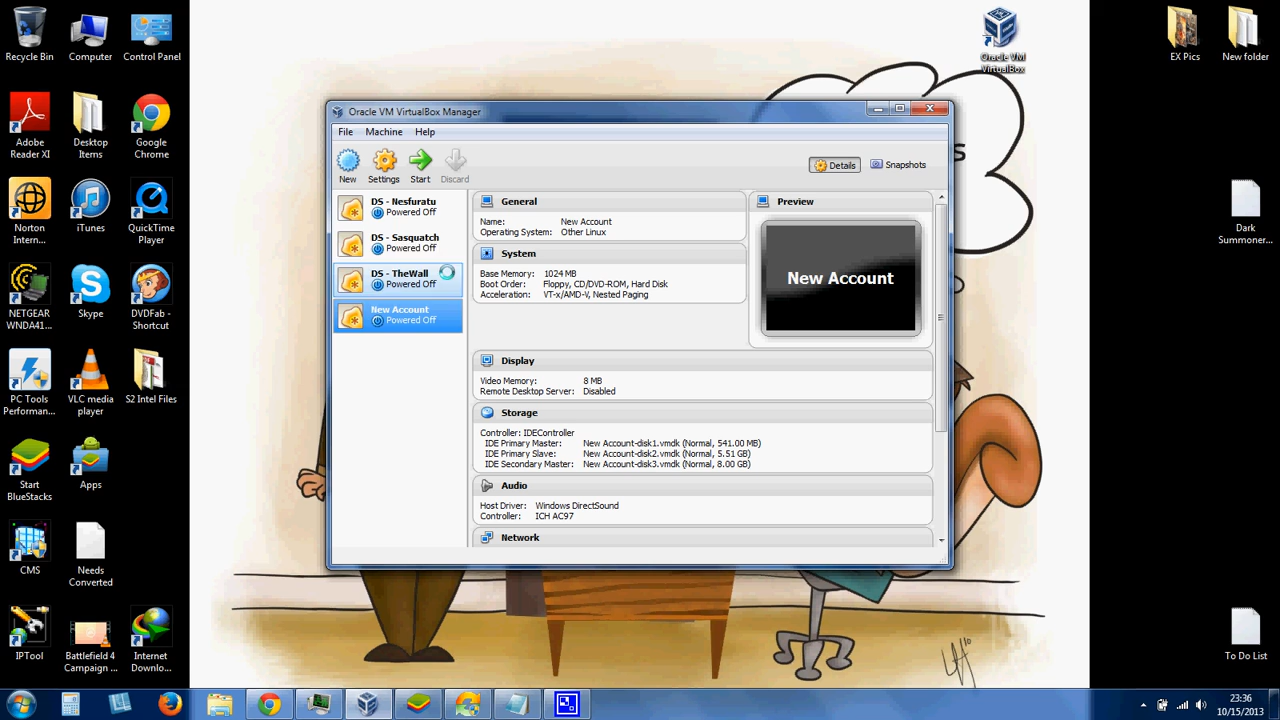 Recycle Bin
Computer
Control Panel
Oracle VM
VirtualBox
EX Pics
New folder
Adobe
Reader XI
Desktop
Items
Google
Chrome
Norton
Intern...
iTunes
QuickTime
Player
NETGEAR
WNDA41...
Skype
DVDFab -
Shortcut
PC Tools
Performan...
VLC media
player
S2 Intel Files
Start
BlueStacks
Apps
CMS
Needs
Converted
IPTool
Battlefield 4
Campaign ...
Internet
Downlo...
Dark
Summoner...
To Do List
Oracle VM VirtualBox Manager
File Machine Help
New Settings Start Discard
Details Snapshots
DS - Nesfuratu
Powered Off
DS - Sasquatch
Powered Off
DS - TheWall
Powered Off
New Account
Powered Off
General
Name: New Account
Operating System: Other Linux
System
Base Memory: 1024 MB
Boot Order: Floppy, CD/DVD-ROM, Hard Disk
Acceleration: VT-x/AMD-V, Nested Paging
Preview
New Account
Display
Video Memory: 8 MB
Remote Desktop Server: Disabled
Storage
Controller: IDEController
IDE Primary Master: New Account-disk1.vmdk (Normal, 541.00 MB)
IDE Primary Slave: New Account-disk2.vmdk (Normal, 5.51 GB)
IDE Secondary Master: New Account-disk3.vmdk (Normal, 8.00 GB)
Audio
Host Driver: Windows DirectSound
Controller: ICH AC97
Network
23:36
10/15/2013